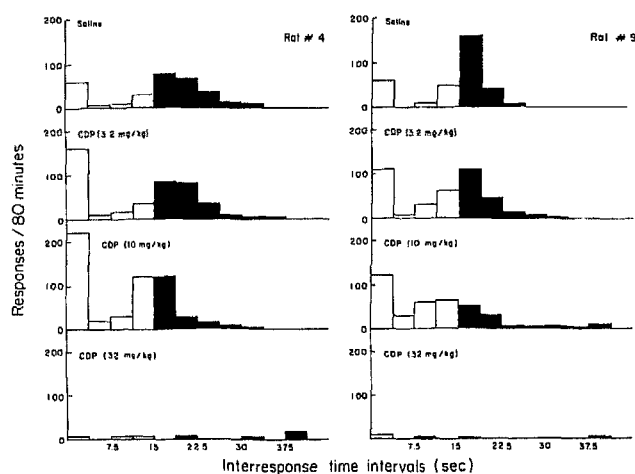 Saline
Rat # 4
200
100
0
CDP (3.2 mg/kg)
200
100
0
CDP (10 mg/kg)
200
100
0
CDP (32 mg/kg)
200
100
7.5
15
22.5
30
37.5
Saline
Rat # 9
200
100
0
CDP (3.2 mg/kg)
200
100
0
CDP (10 mg/kg)
200
100
0
CDP (32 mg/kg)
200
100
7.5
15
22.5
30
37.5
Responses / 80 minutes
Interresponse time intervals (sec)